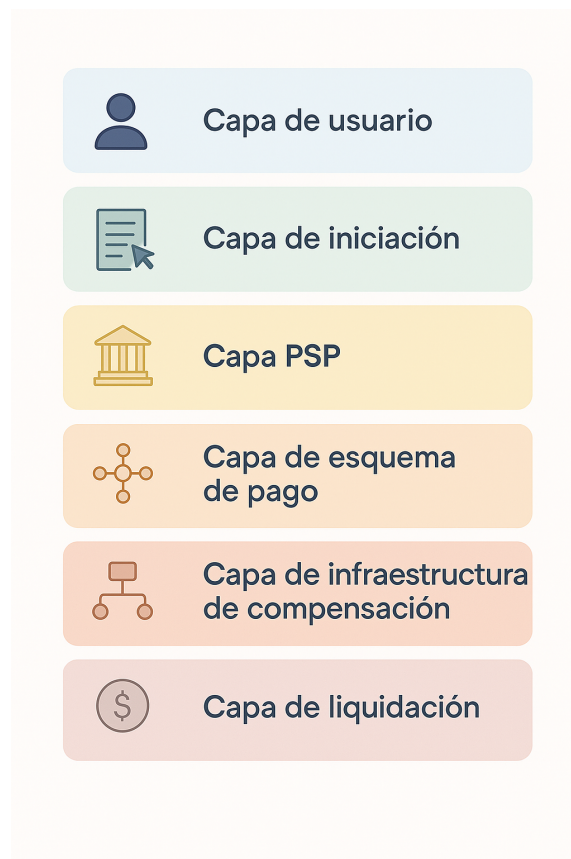 Capa de usuario
Capa de iniciación
Capa PSP
Capa de esquema
de pago
Capa de infraestructura
de compensación
$
Capa de liquidación